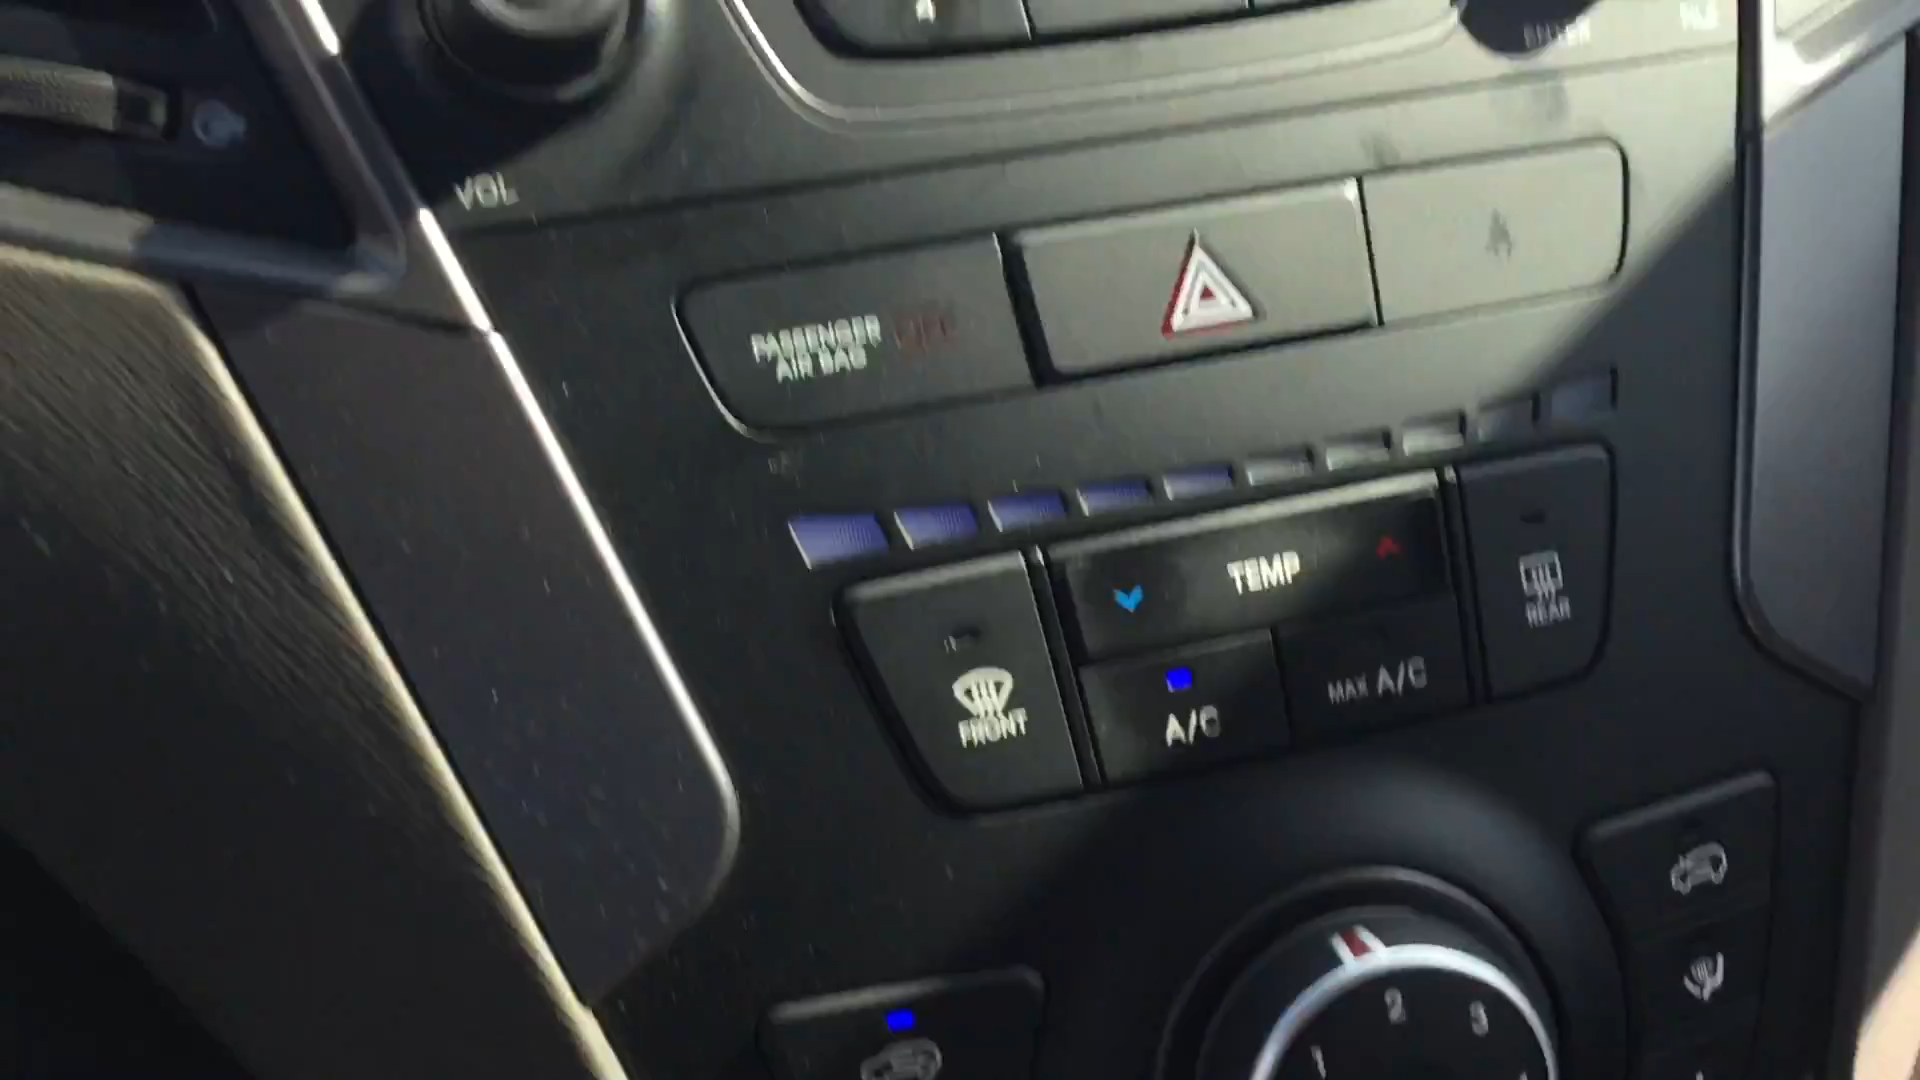 VOL
PASSENGER OFF
AIR BAG
TEMP
REAR
FRONT
A/C
MAX A/C
1
2
3